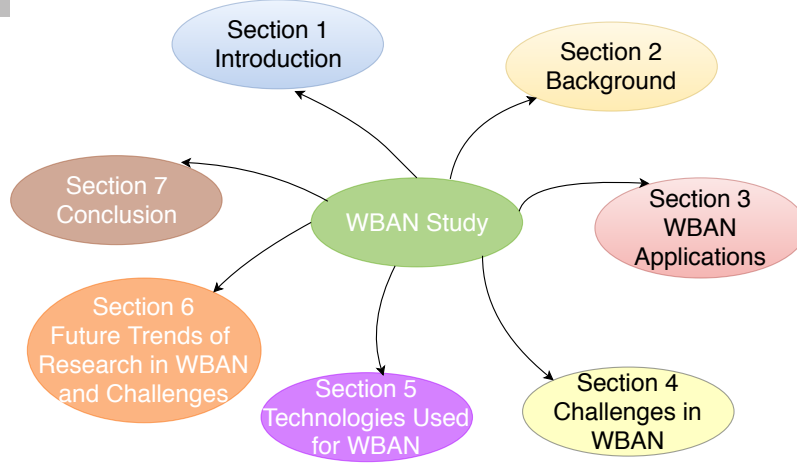 Section 1
Introduction
Section 2
Background
Section 7
Conclusion
WBAN Study
Section 3
WBAN
Applications
Section 6
Future Trends of
Research in WBAN
and Challenges
Section 5
Technologies Used
for WBAN
Section 4
Challenges in
WBAN